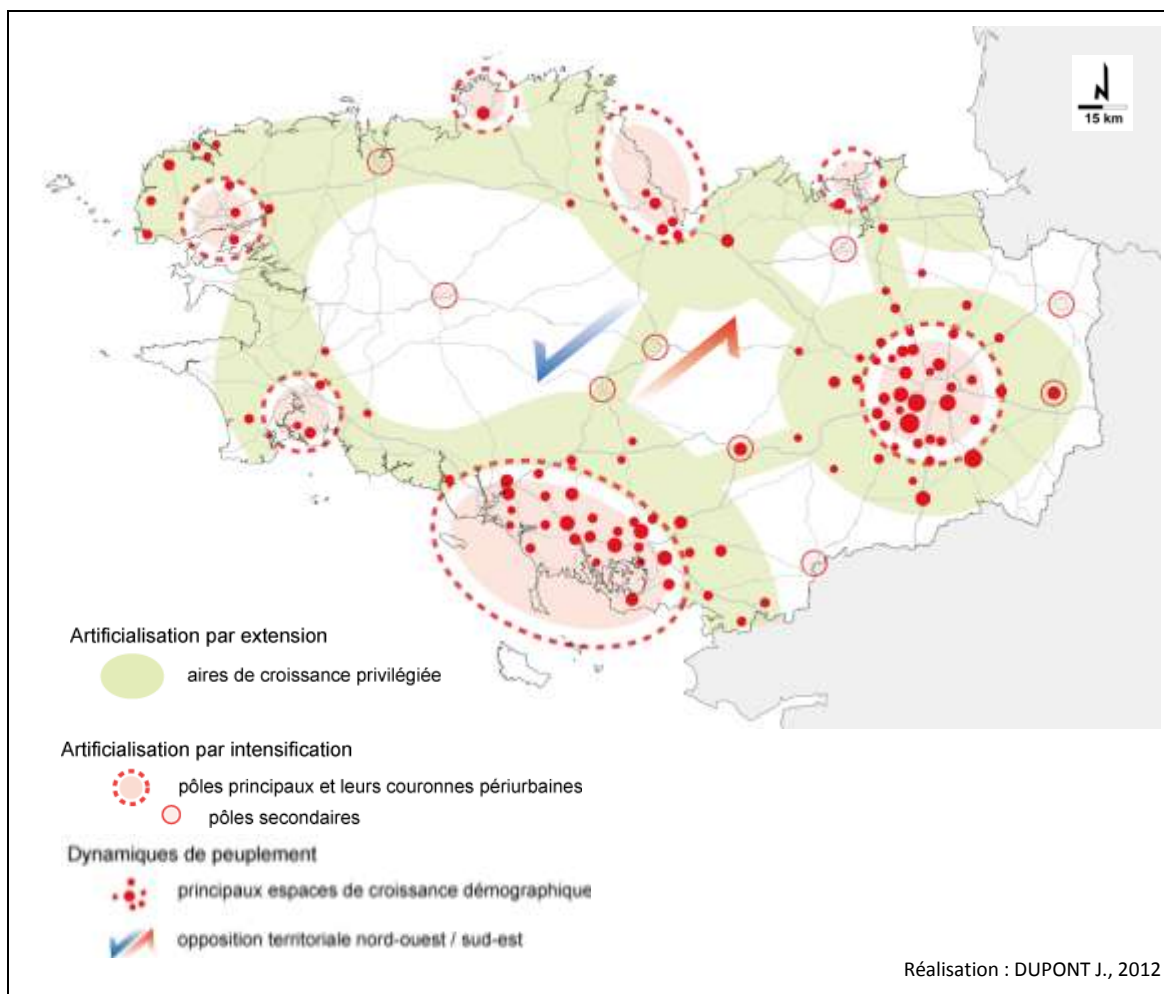 15 km
Artificialisation par extension
aires de croissance privilégiée
Artificialisation par intensification
pôles principaux et leurs couronnes périurbaines
pôles secondaires
Dynamiques de peuplement
principaux espaces de croissance démographique
opposition territoriale nord-ouest / sud-est
Réalisation : DUPONT J., 2012